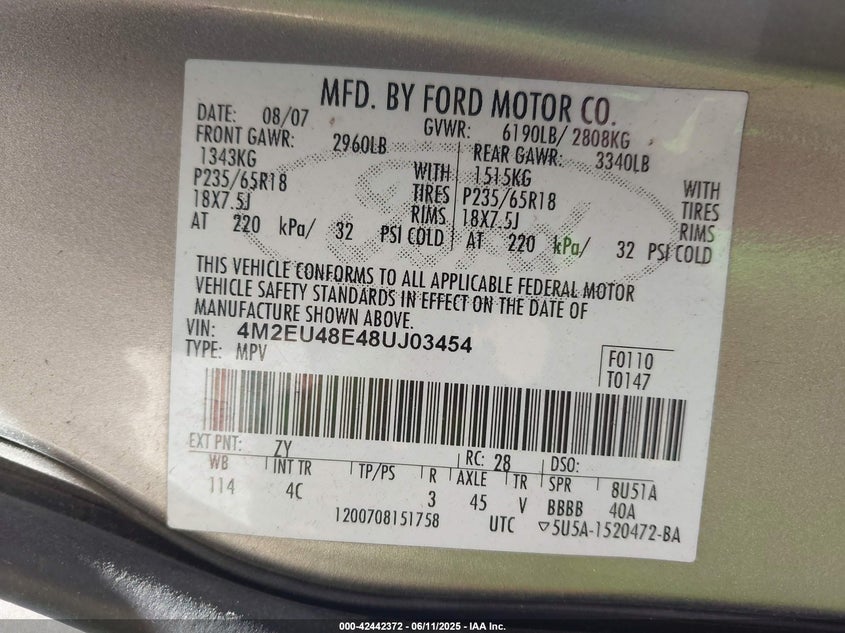 MFD. BY FORD MOTOR CO.
DATE: 08/07 GVWR: 6190LB/ 2808KG
FRONT GAWR: 2960LB REAR GAWR: 3340LB
1343KG WITH 1515KG WITH
P235/65R18 TIRES P235/65R18 TIRES
18X7.5J RIMS 18X7.5J RIMS
AT 220 kPa/ 32 PSI COLD AT 220 kPa/ 32 PSI COLD
THIS VEHICLE CONFORMS TO ALL APPLICABLE FEDERAL MOTOR
VEHICLE SAFETY STANDARDS IN EFFECT ON THE DATE OF
MANUFACTURE SHOWN ABOVE.
VIN: 4M2EU48E48UJ03454
TYPE: MPV
F0110
T0147
EXT PNT: ZY RC: 28 DSO:
WB INT TR TP/PS R AXLE TR SPR 8U51A
114 4C 3 45 V BBBB 40A
1200708151758 UTC ▽5U5A-1520472-BA
000-42442372 - 06/11/2025 - IAA Inc.